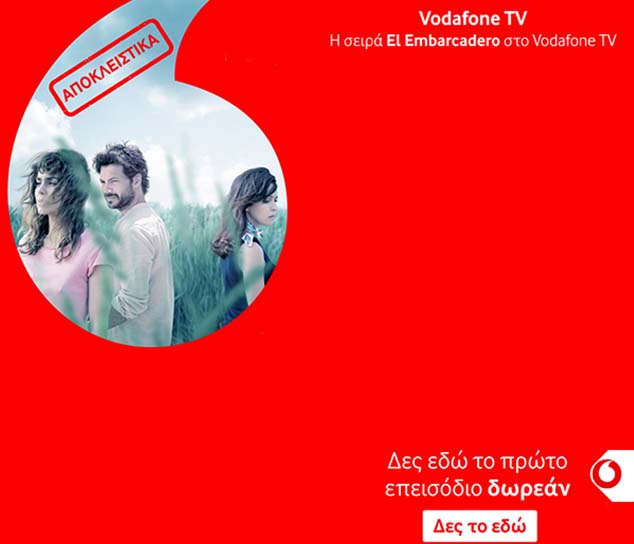 Vodafone TV
Η σειρά El Embarcadero στο Vodafone TV
ΑΠΟΚΛΕΙΣΤΙΚΑ
Δες εδώ το πρώτο
επεισόδιο δωρεάν
Δες το εδώ